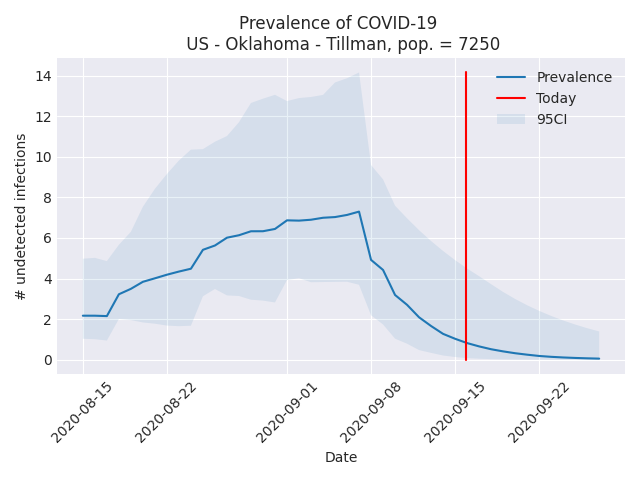 Prevalence of COVID-19
US - Oklahoma - Tillman, pop. = 7250
Prevalence
Today
95CI
# undetected infections
14
12
10
8
6
4
2
0
2020-08-15
2020-08-22
2020-09-01
2020-09-08
2020-09-15
2020-09-22
Date